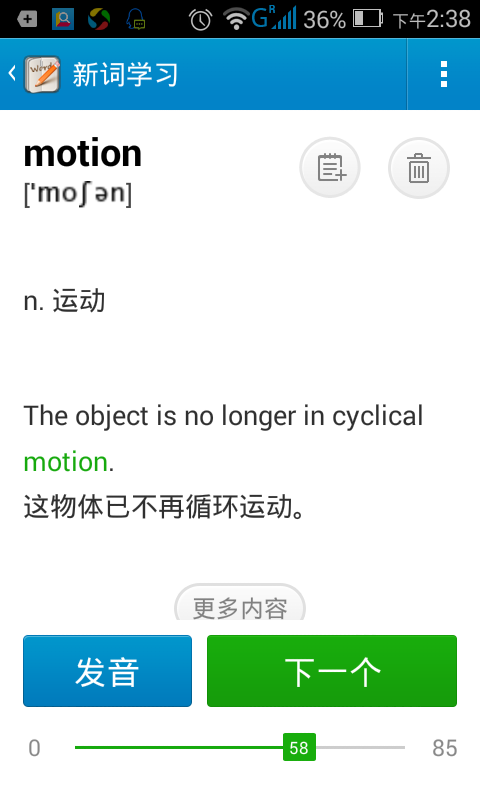 36% 下午2:38
新词学习
motion
['moʃən]
n. 运动
The object is no longer in cyclical
motion.
这物体已不再循环运动。
更多内容
发音 下一个
0 58 85